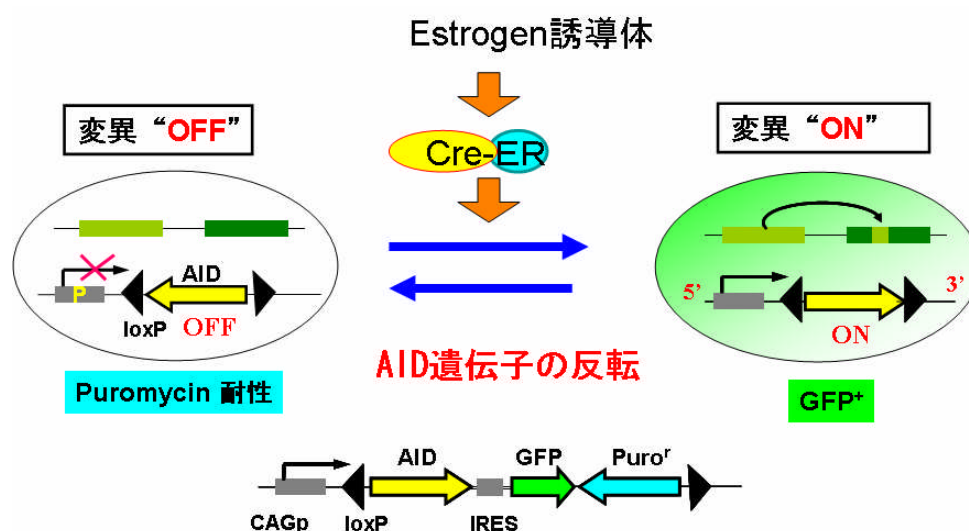 Estrogen誘導体
変異 “OFF”
変異 “ON”
Cre-ER
P
AID
loxP
OFF
5’
3’
ON
AID遺伝子の反転
Puromycin 耐性
GFP+
AID
GFP
Puroʳ
CAGp
loxP
IRES